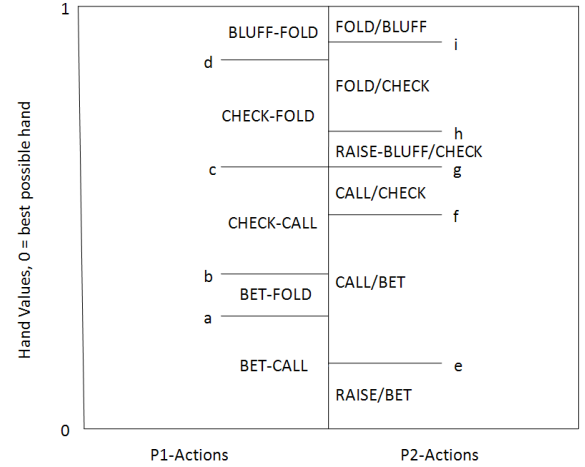 1
BLUFF-FOLD
FOLD/BLUFF
i
d
FOLD/CHECK
CHECK-FOLD
h
RAISE-BLUFF/CHECK
c
g
CALL/CHECK
f
CHECK-CALL
b
CALL/BET
BET-FOLD
a
BET-CALL
e
RAISE/BET
0
Hand Values, 0 = best possible hand
P1-Actions
P2-Actions